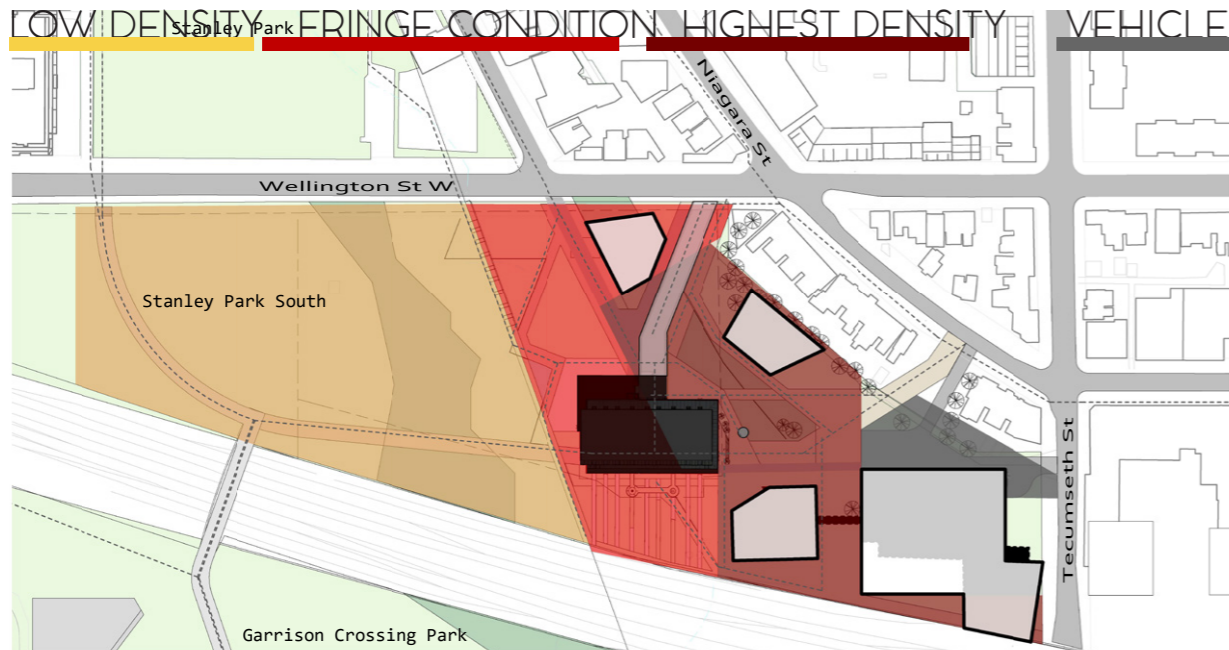 LOW DENSITY FRINGE CONDITION HIGHEST DENSITY VEHICLE
Stanley Park
Niagara St
Wellington St W
Stanley Park South
Tecumseth St
Garrison Crossing Park